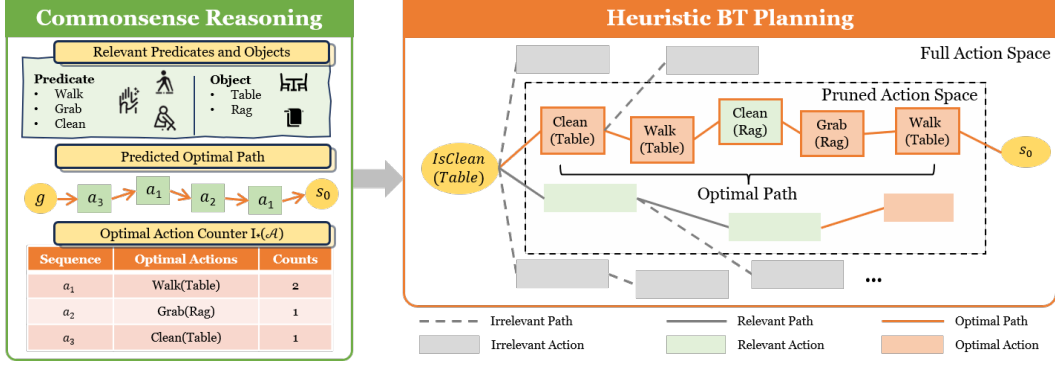 Commonsense Reasoning
Relevant Predicates and Objects
Predicate
• Walk
• Grab
• Clean
Object
• Table
• Rag
Predicted Optimal Path
g
a₃
a₁
a₂
a₁
s₀
Optimal Action Counter I*(𝒜)
Sequence Optimal Actions Counts
a₁ Walk(Table) 2
a₂ Grab(Rag) 1
a₃ Clean(Table) 1
Heuristic BT Planning
Full Action Space
Pruned Action Space
IsClean
(Table)
Clean
(Table)
Walk
(Table)
Clean
(Rag)
Grab
(Rag)
Walk
(Table)
s₀
Optimal Path
...
Irrelevant Path Relevant Path Optimal Path
Irrelevant Action Relevant Action Optimal Action